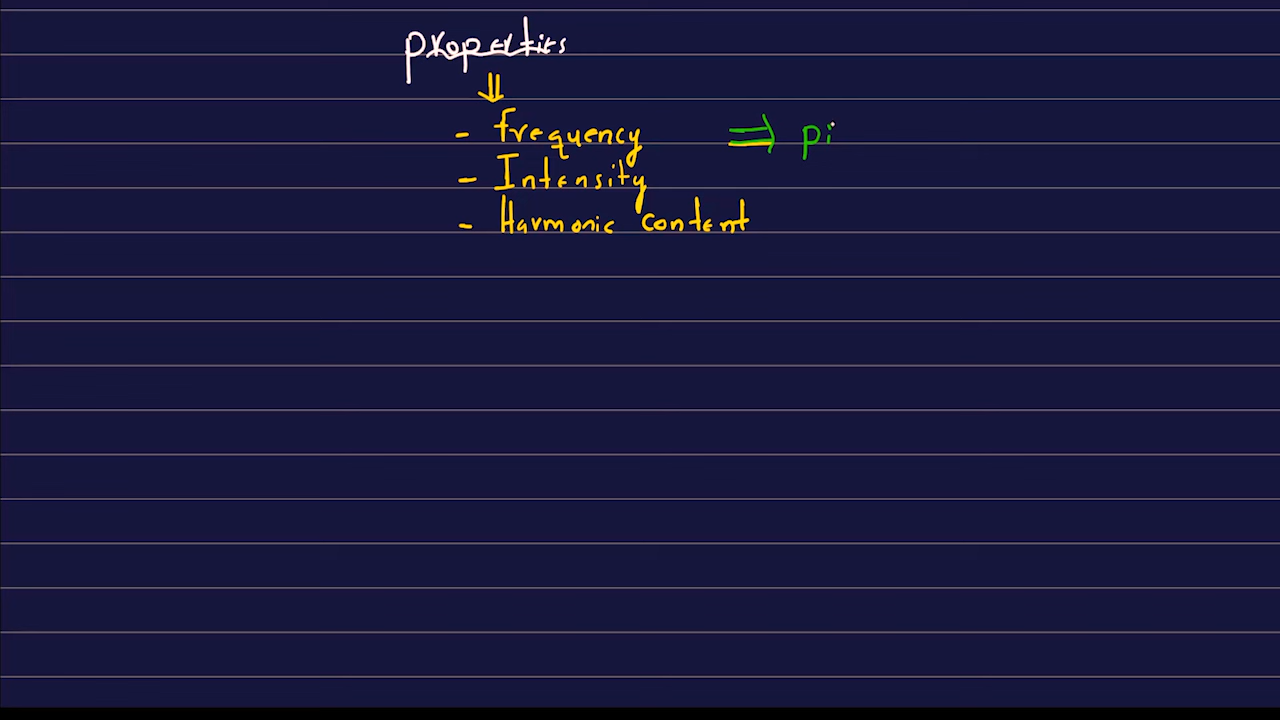 properties
⇓
- frequency ⇒ pi
- Intensity
- Harmonic content